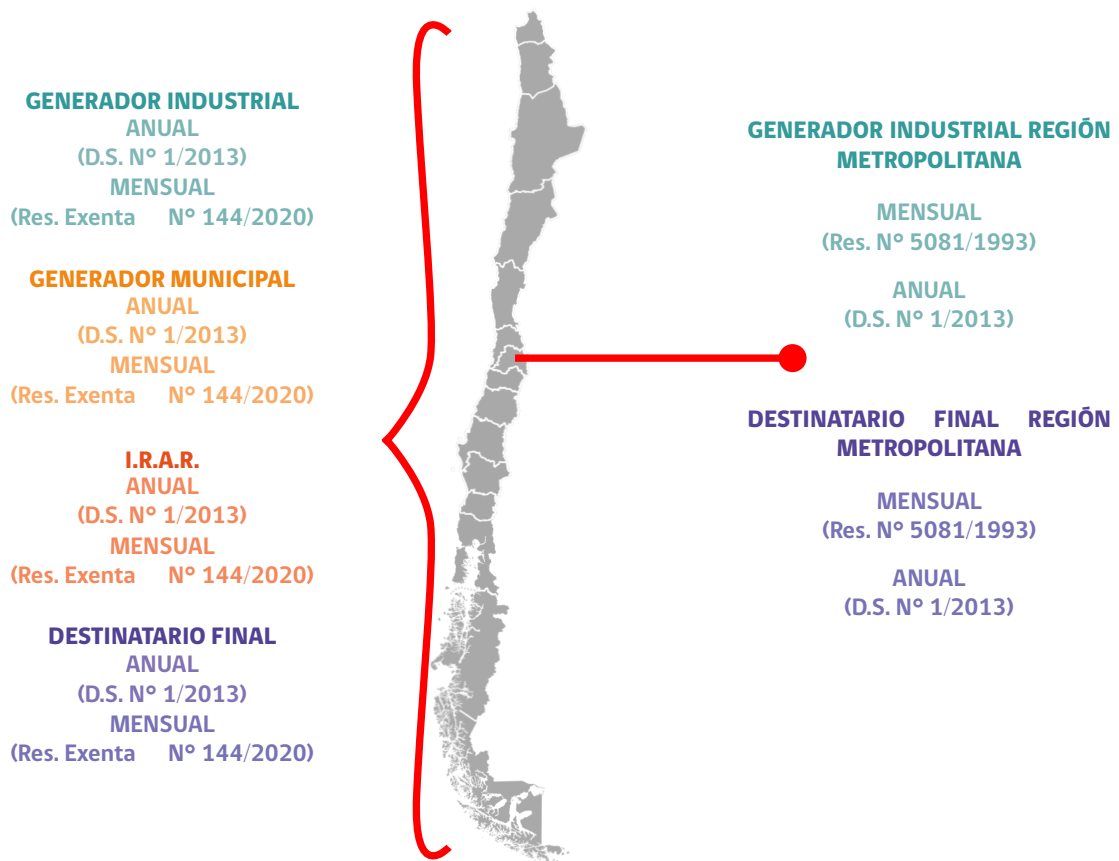 GENERADOR INDUSTRIAL
ANUAL
(D.S. N° 1/2013)
MENSUAL
(Res. Exenta N° 144/2020)
GENERADOR MUNICIPAL
ANUAL
(D.S. N° 1/2013)
MENSUAL
(Res. Exenta N° 144/2020)
I.R.A.R.
ANUAL
(D.S. N° 1/2013)
MENSUAL
(Res. Exenta N° 144/2020)
DESTINATARIO FINAL
ANUAL
(D.S. N° 1/2013)
MENSUAL
(Res. Exenta N° 144/2020)
GENERADOR INDUSTRIAL REGIÓN
METROPOLITANA
MENSUAL
(Res. N° 5081/1993)
ANUAL
(D.S. N° 1/2013)
DESTINATARIO FINAL REGIÓN
METROPOLITANA
MENSUAL
(Res. N° 5081/1993)
ANUAL
(D.S. N° 1/2013)